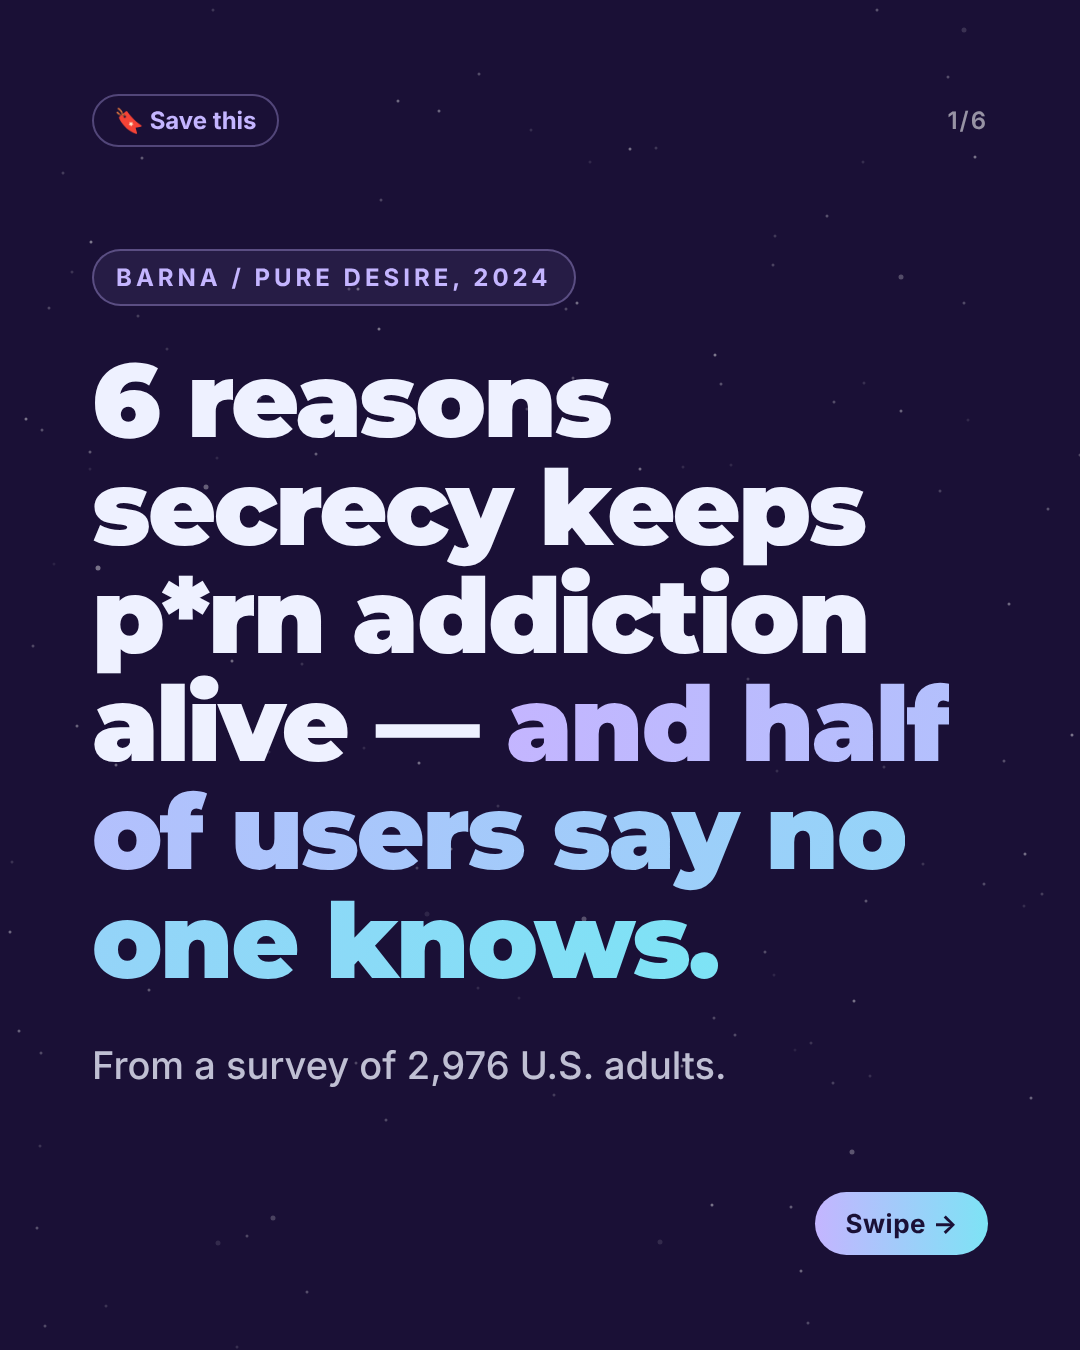 🔖 Save this
1/6
BARNA / PURE DESIRE, 2024
6 reasons
secrecy keeps
p*rn addiction
alive — and half
of users say no
one knows.
From a survey of 2,976 U.S. adults.
Swipe →